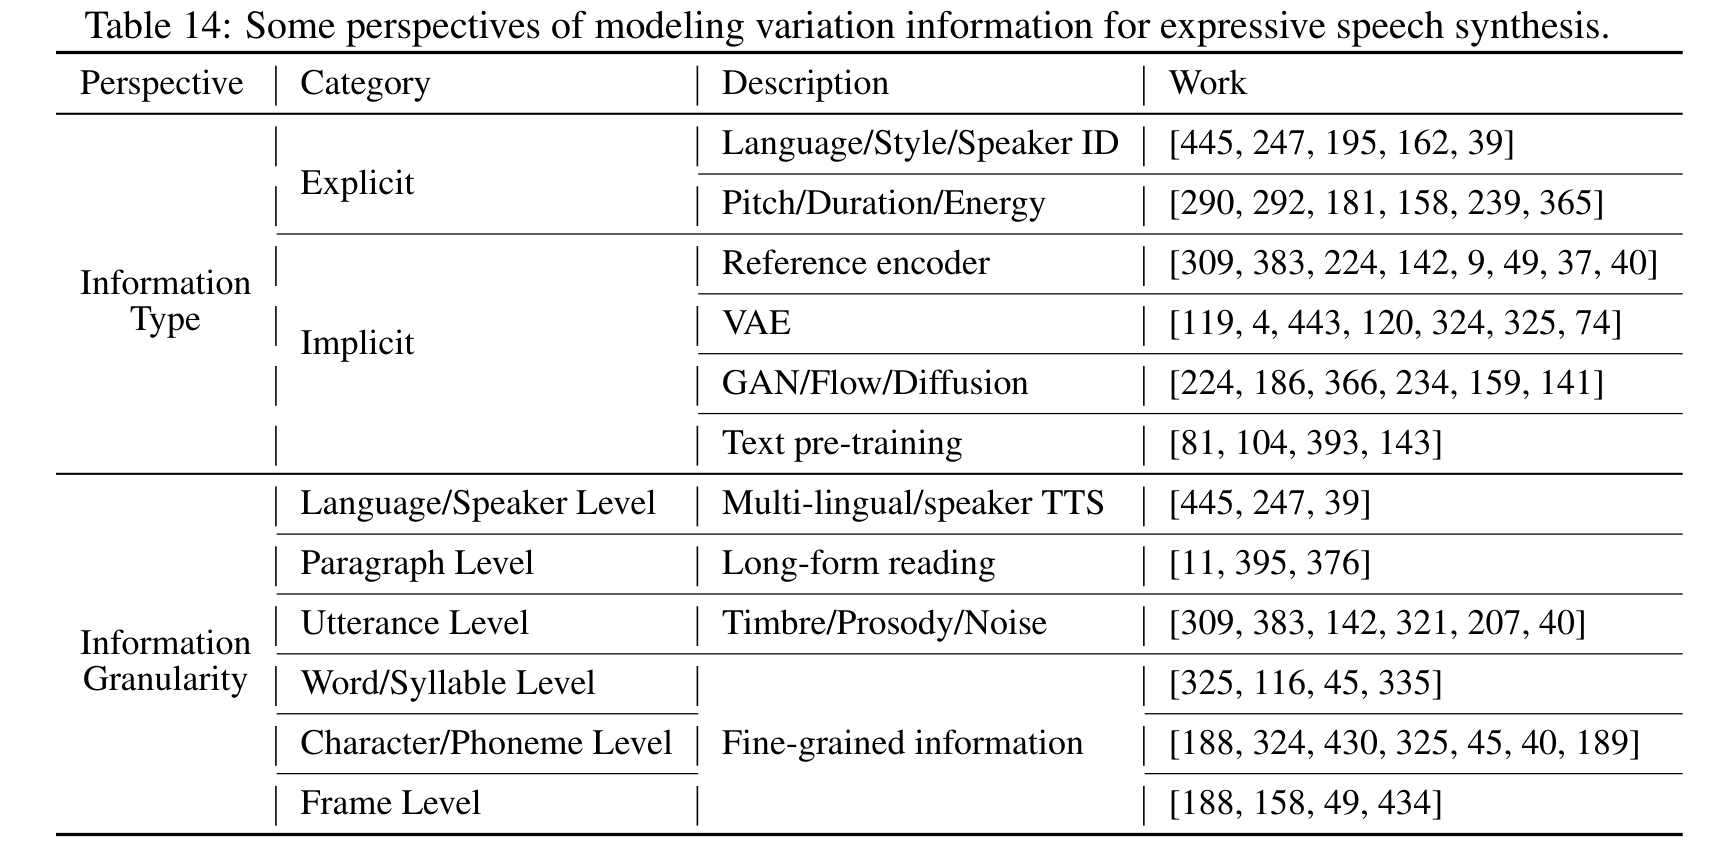 Table 14: Some perspectives of modeling variation information for expressive speech synthesis.
Perspective Category Description Work
Information Type Explicit Language/Style/Speaker ID [445, 247, 195, 162, 39]
Pitch/Duration/Energy [290, 292, 181, 158, 239, 365]
Implicit Reference encoder [309, 383, 224, 142, 9, 49, 37, 40]
VAE [119, 4, 443, 120, 324, 325, 74]
GAN/Flow/Diffusion [224, 186, 366, 234, 159, 141]
Text pre-training [81, 104, 393, 143]
Information Granularity Language/Speaker Level Multi-lingual/speaker TTS [445, 247, 39]
Paragraph Level Long-form reading [11, 395, 376]
Utterance Level Timbre/Prosody/Noise [309, 383, 142, 321, 207, 40]
Word/Syllable Level Fine-grained information [325, 116, 45, 335]
Character/Phoneme Level [188, 324, 430, 325, 45, 40, 189]
Frame Level [188, 158, 49, 434]